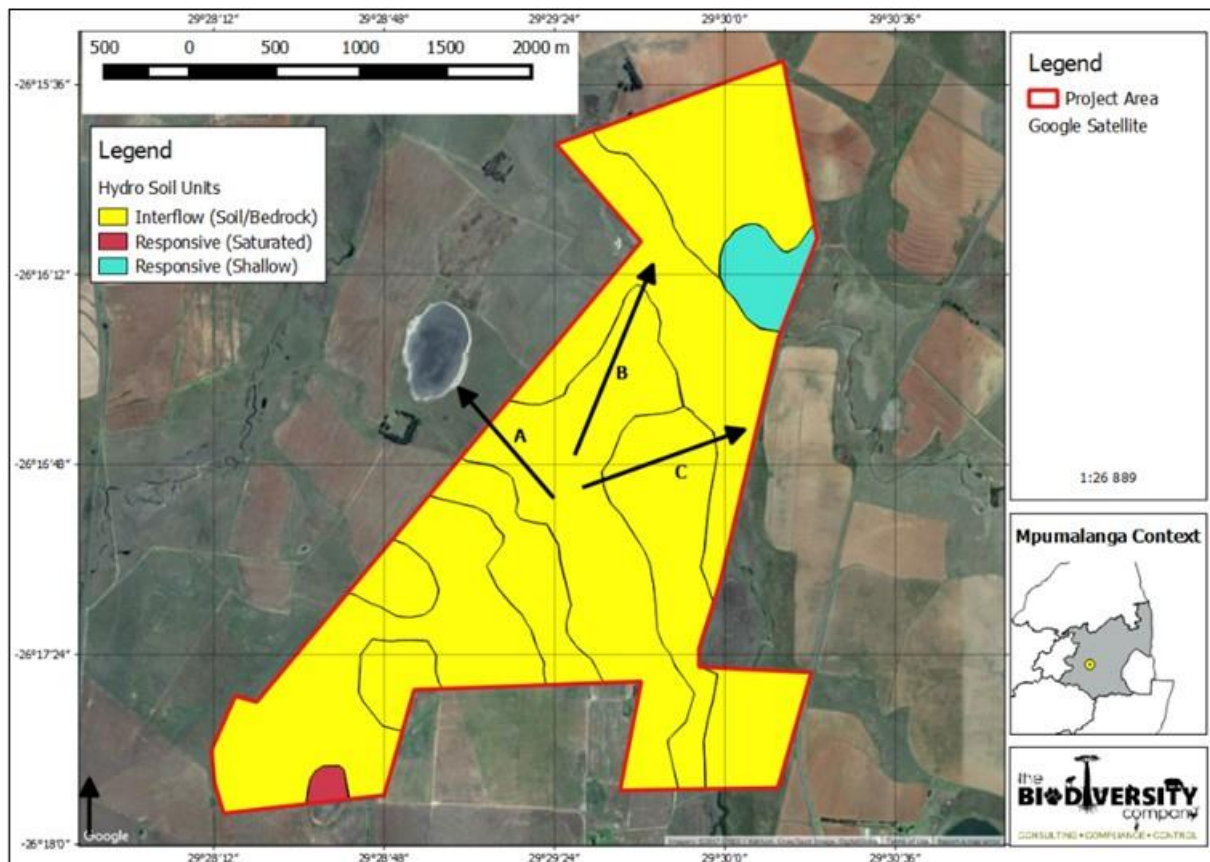 29°28'12" 29°28'48" 29°29'24" 29°30'0" 29°30'36"
500 0 500 1000 1500 2000 m
-26°15'36"
Legend
Hydro Soil Units
Interflow (Soil/Bedrock)
Responsive (Saturated)
Responsive (Shallow)
-26°16'12"
B
A
C
-26°16'48"
-26°17'24"
-26°18'0"
Google
29°28'12" 29°28'48" 29°29'24" 29°30'0" 29°30'36"
Legend
Project Area
Google Satellite
1:26 889
Mpumalanga Context
the
BIODIVERSITY
company
CONSULTING • COMPLIANCE • CONTROL